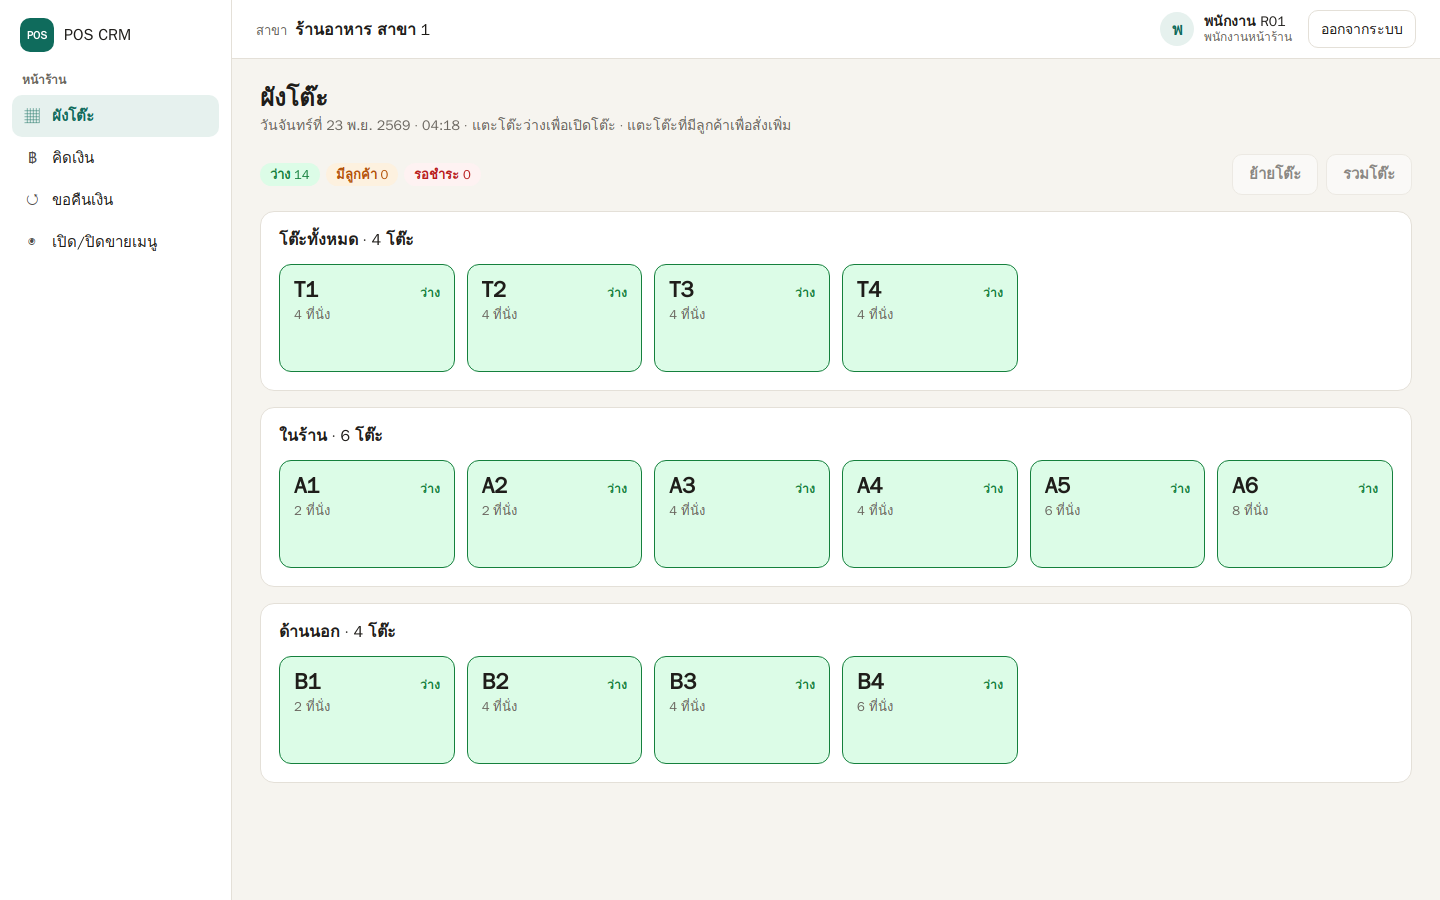 POS POS CRM
หน้าร้าน
ผังโต๊ะ
฿ คิดเงิน
ขอคืนเงิน
เปิด/ปิดขายเมนู
สาขา ร้านอาหาร สาขา 1
พ พนักงาน R01
พนักงานหน้าร้าน
ออกจากระบบ
ผังโต๊ะ
วันจันทร์ที่ 23 พ.ย. 2569 · 04:18 · แตะโต๊ะว่างเพื่อเปิดโต๊ะ · แตะโต๊ะที่มีลูกค้าเพื่อสั่งเพิ่ม
ว่าง 14 มีลูกค้า 0 รอชำระ 0
ย้ายโต๊ะ รวมโต๊ะ
โต๊ะทั้งหมด · 4 โต๊ะ
T1 ว่าง T2 ว่าง T3 ว่าง T4 ว่าง
4 ที่นั่ง 4 ที่นั่ง 4 ที่นั่ง 4 ที่นั่ง
ในร้าน · 6 โต๊ะ
A1 ว่าง A2 ว่าง A3 ว่าง A4 ว่าง A5 ว่าง A6 ว่าง
2 ที่นั่ง 2 ที่นั่ง 4 ที่นั่ง 4 ที่นั่ง 6 ที่นั่ง 8 ที่นั่ง
ด้านนอก · 4 โต๊ะ
B1 ว่าง B2 ว่าง B3 ว่าง B4 ว่าง
2 ที่นั่ง 4 ที่นั่ง 4 ที่นั่ง 6 ที่นั่ง